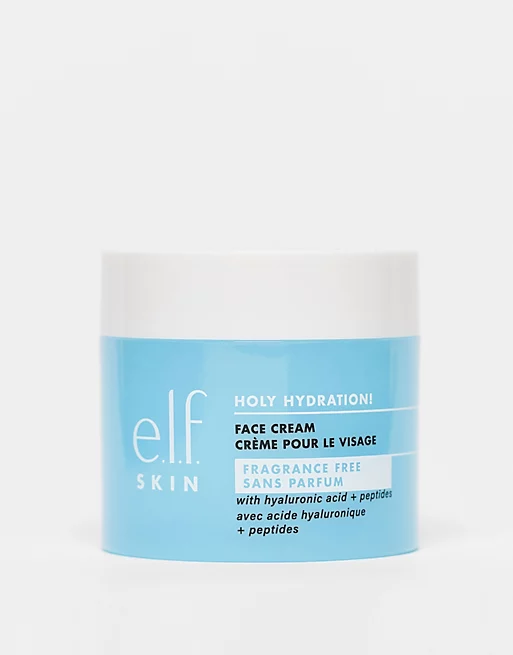 e.l.f.
SKIN
HOLY HYDRATION!
FACE CREAM
CRÈME POUR LE VISAGE
FRAGRANCE FREE
SANS PARFUM
with hyaluronic acid + peptides
avec acide hyaluronique
+ peptides